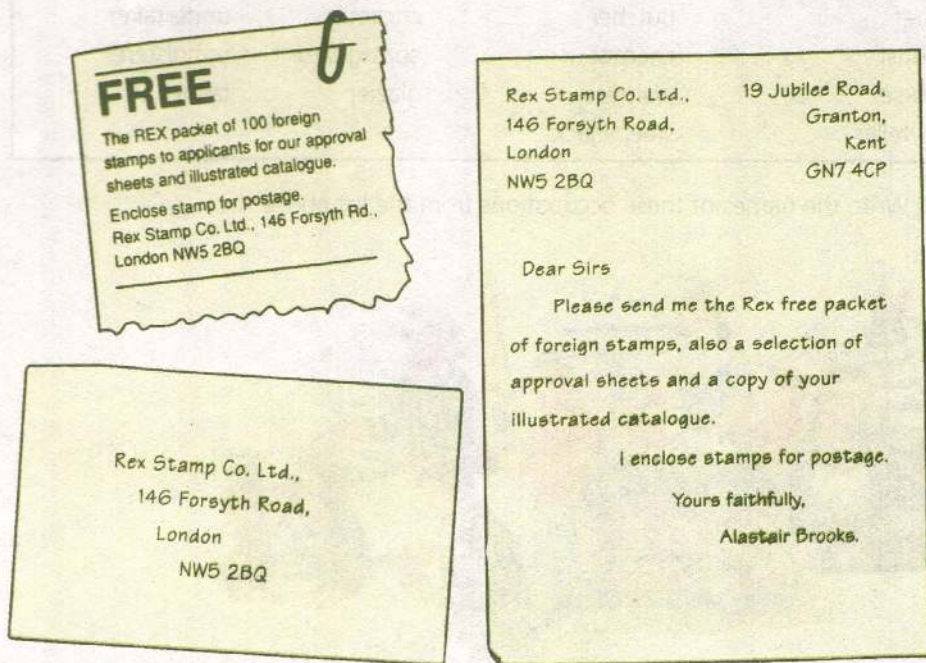 FREE
The REX packet of 100 foreign
stamps to applicants for our approval
sheets and illustrated catalogue.
Enclose stamp for postage.
Rex Stamp Co. Ltd., 146 Forsyth Rd.,
London NW5 2BQ
Rex Stamp Co. Ltd.,
146 Forsyth Road,
London
NW5 2BQ
Rex Stamp Co. Ltd.,
146 Forsyth Road,
London
NW5 2BQ
19 Jubilee Road,
Granton,
Kent
GN7 4CP
Dear Sirs
Please send me the Rex free packet
of foreign stamps, also a selection of
approval sheets and a copy of your
illustrated catalogue.
I enclose stamps for postage.
Yours faithfully,
Alastair Brooks.